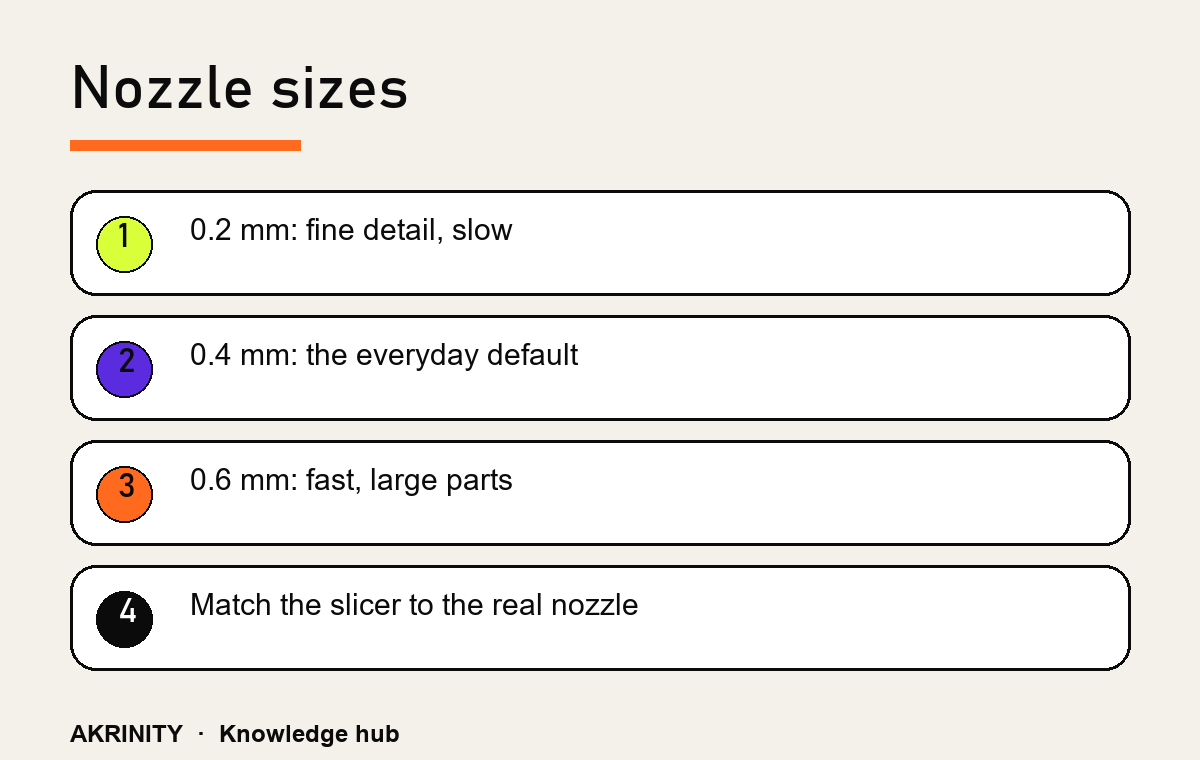 Nozzle sizes
1 0.2 mm: fine detail, slow
2 0.4 mm: the everyday default
3 0.6 mm: fast, large parts
4 Match the slicer to the real nozzle
AKRINITY · Knowledge hub